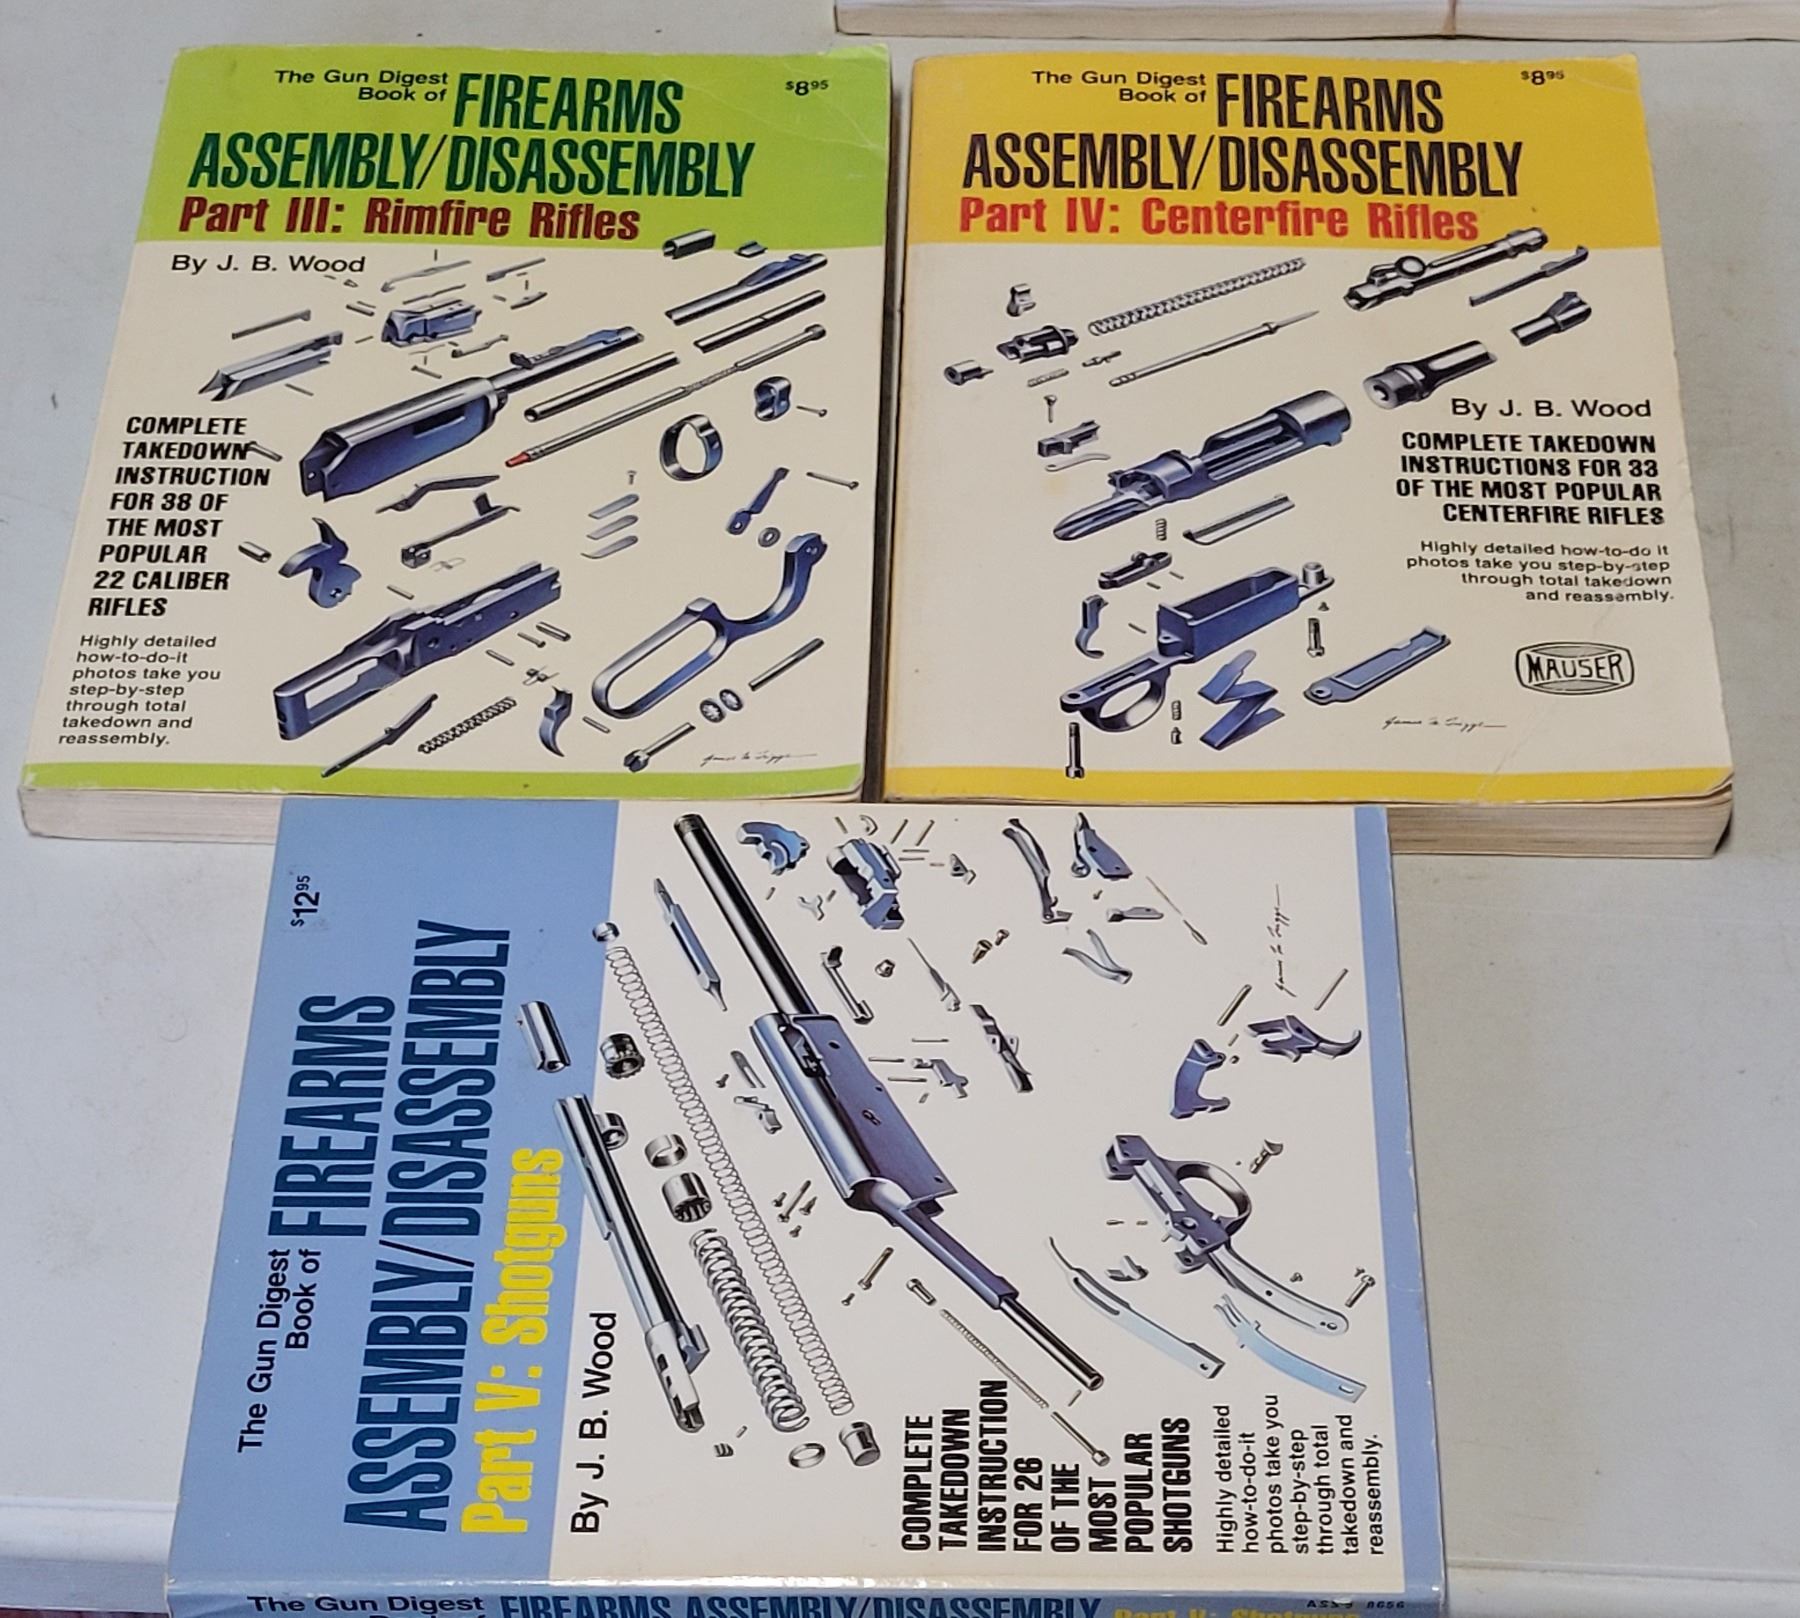 The Gun Digest
Book of FIREARMS
$8.95
ASSEMBLY/DISASSEMBLY
Part III: Rimfire Rifles
By J. B. Wood
COMPLETE
TAKEDOWN
INSTRUCTION
FOR 38 OF
THE MOST
POPULAR
22 CALIBER
RIFLES
Highly detailed
how-to-do-it
photos take you
step-by-step
through total
takedown and
reassembly.
The Gun Digest
Book of FIREARMS
$8.95
ASSEMBLY/DISASSEMBLY
Part IV: Centerfire Rifles
By J. B. Wood
COMPLETE TAKEDOWN
INSTRUCTIONS FOR 33
OF THE MOST POPULAR
CENTERFIRE RIFLES
Highly detailed how-to-do it
photos take you step-by-step
through total takedown
and reassembly.
MAUSER
The Gun Digest
Book of FIREARMS
$12.95
ASSEMBLY/DISASSEMBLY
Part V: Shotguns
By J. B. Wood
COMPLETE
TAKEDOWN
INSTRUCTION
FOR 26
OF THE
MOST
POPULAR
SHOTGUNS
Highly detailed
how-to-do-it
photos take you
step-by-step
through total
takedown and
reassembly.
The Gun Digest
FIREARMS ASSEMBLY/DISASSEMBLY Part V: Shotguns